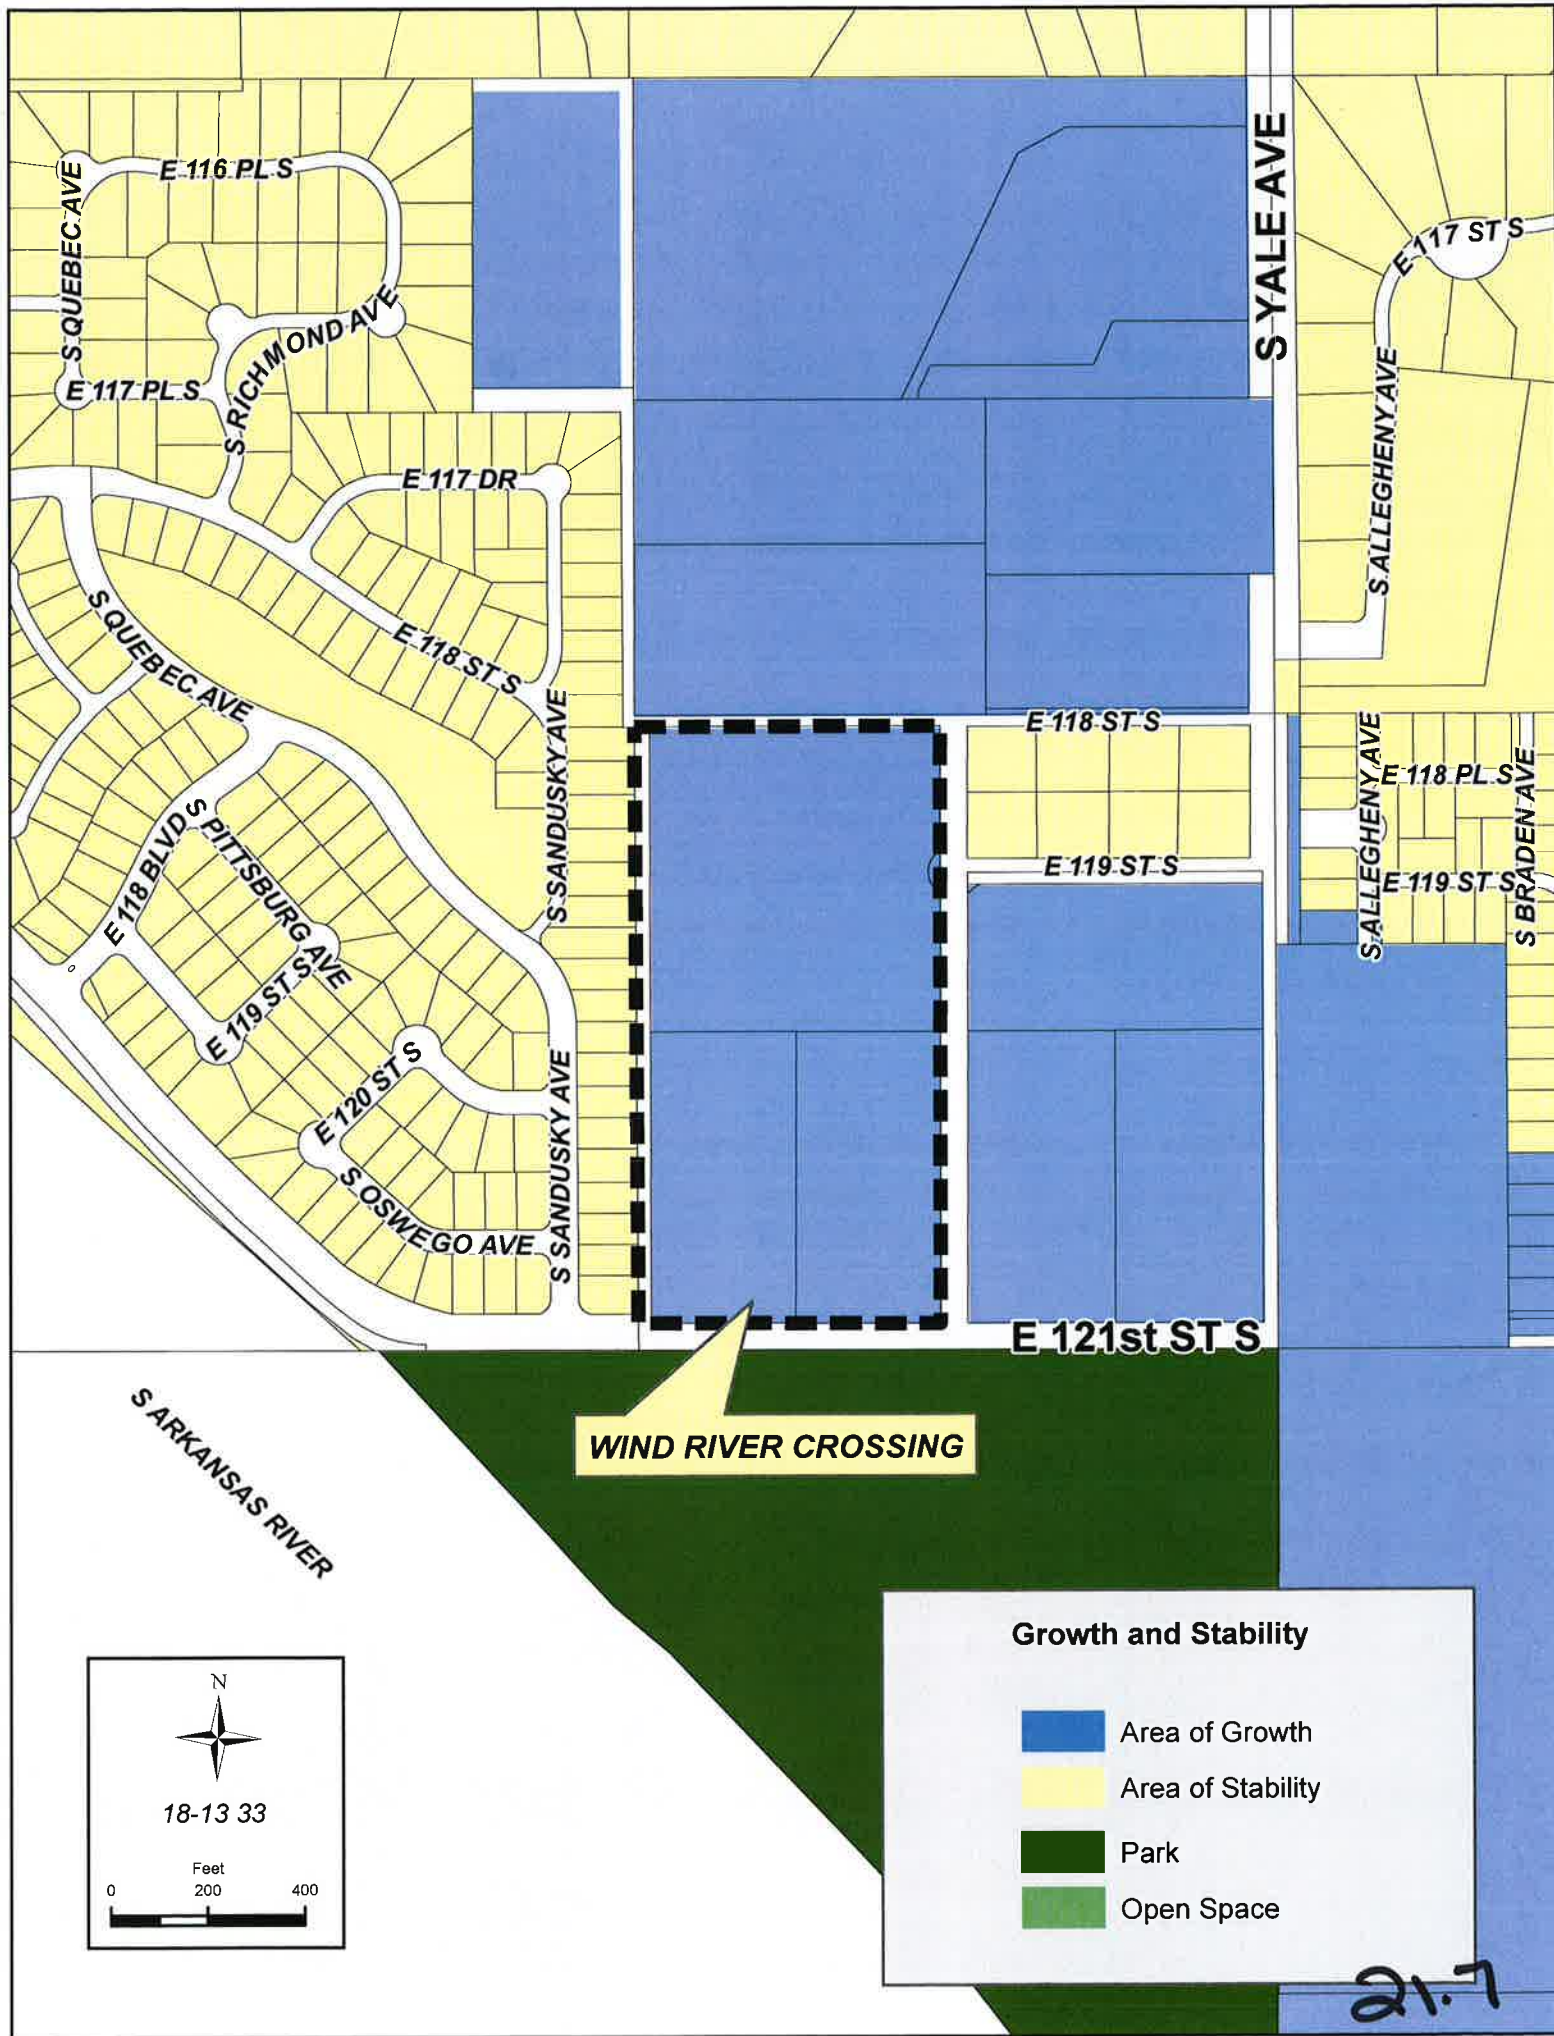 S YALE AVE
E 116 PL S
S QUEBEC AVE
E 117 ST S
S RICHMOND AVE
E 117 PL S
S ALLEGHENY AVE
E 117 DR
S QUEBEC AVE
E 118 ST S
S SANDUSKY AVE
E 118 ST S
S ALLEGHENY AVE
E 118 PL S
S BRADEN AVE
E 118 BLVD
S PITTSBURG AVE
E 119 ST S
E 119 ST S
E 119 ST S
E 120 ST S
S SANDUSKY AVE
S OSWEGO AVE
E 121st ST S
WIND RIVER CROSSING
S ARKANSAS RIVER
N
18-13 33
Feet
0 200 400
Growth and Stability
Area of Growth
Area of Stability
Park
Open Space
21.7